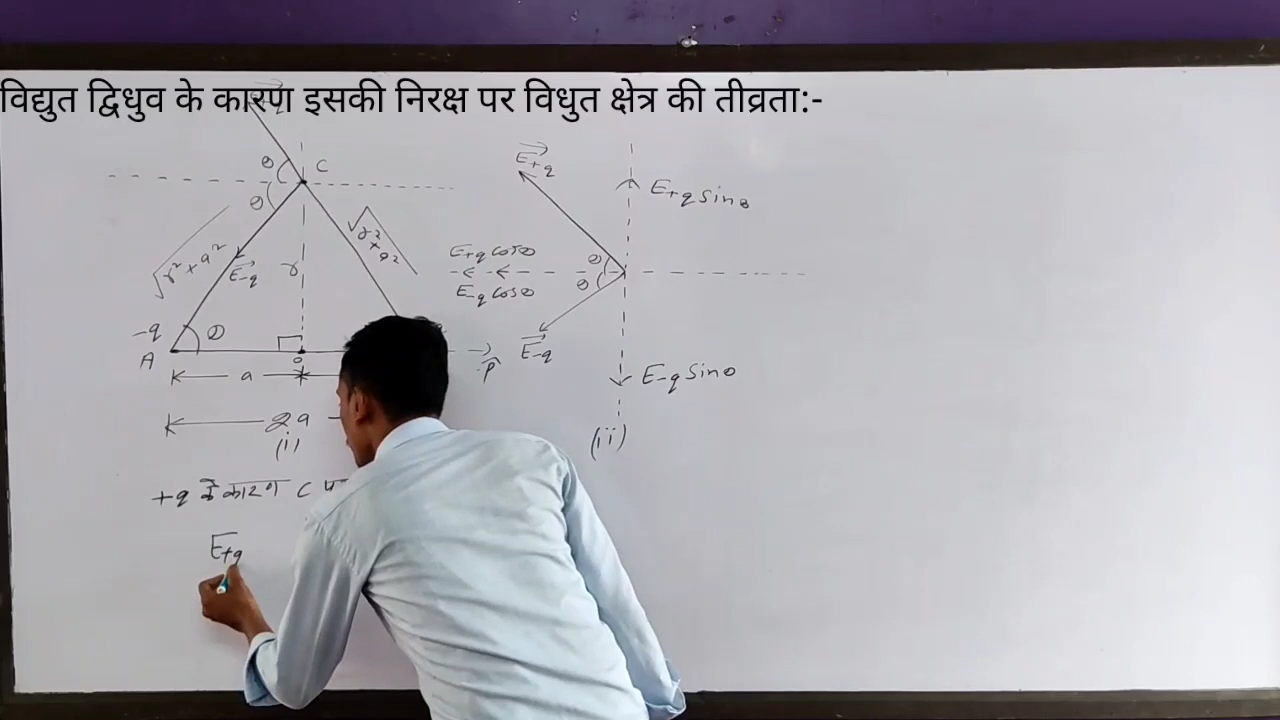 विद्युत द्विधुव के कारण इसकी निरक्ष पर विधुत क्षेत्र की तीव्रता:-
θ
C
θ
√r²+a²
E-q
r
√r²+a²
-q
θ
A
o
p
a
2a
(i)
+q के कारण C
E+q
E+q
E+q sinθ
E+q cosθ
θ
θ
E-q cosθ
E-q
E-q sinθ
(ii)